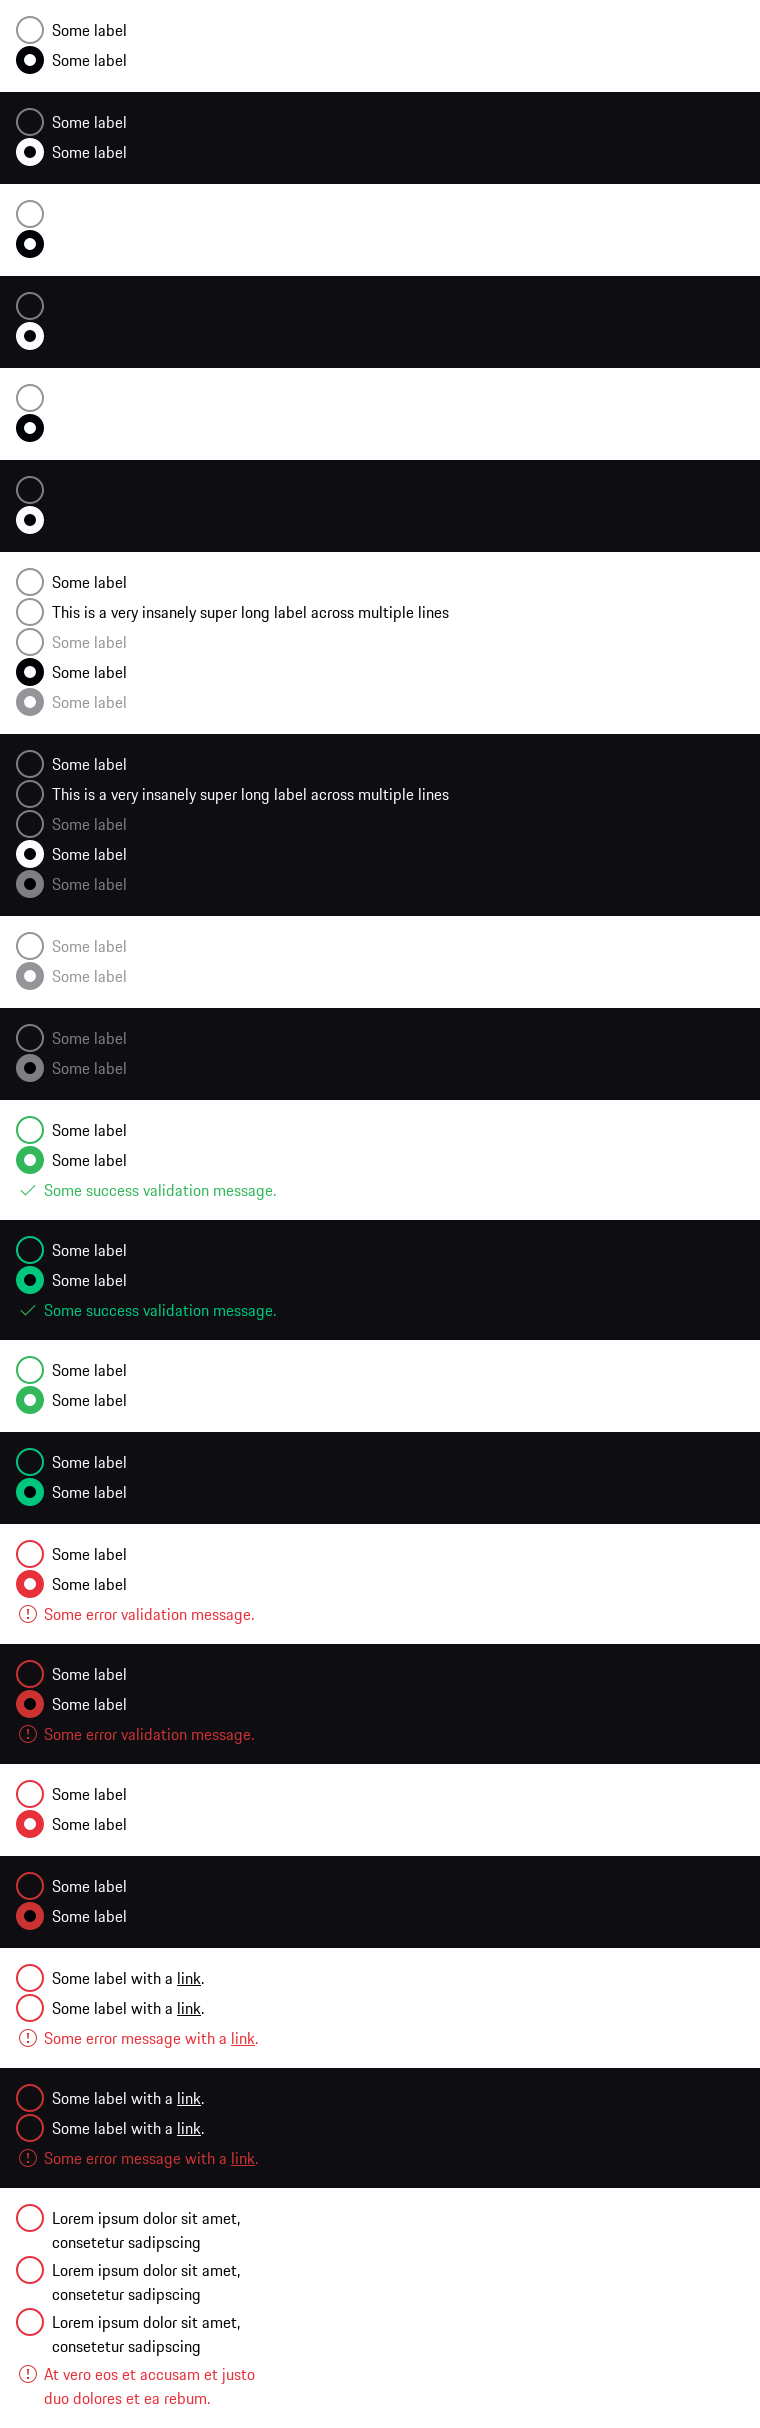 Some label
Some label
Some label
Some label
Some label
This is a very insanely super long label across multiple lines
Some label
Some label
Some label
Some label
This is a very insanely super long label across multiple lines
Some label
Some label
Some label
Some label
Some label
Some label
Some label
Some label
Some label
Some success validation message.
Some label
Some label
Some success validation message.
Some label
Some label
Some label
Some label
Some label
Some label
Some error validation message.
Some label
Some label
Some error validation message.
Some label
Some label
Some label
Some label
Some label with a link.
Some label with a link.
Some error message with a link.
Some label with a link.
Some label with a link.
Some error message with a link.
Lorem ipsum dolor sit amet,
consetetur sadipscing
Lorem ipsum dolor sit amet,
consetetur sadipscing
Lorem ipsum dolor sit amet,
consetetur sadipscing
At vero eos et accusam et justo
duo dolores et ea rebum.